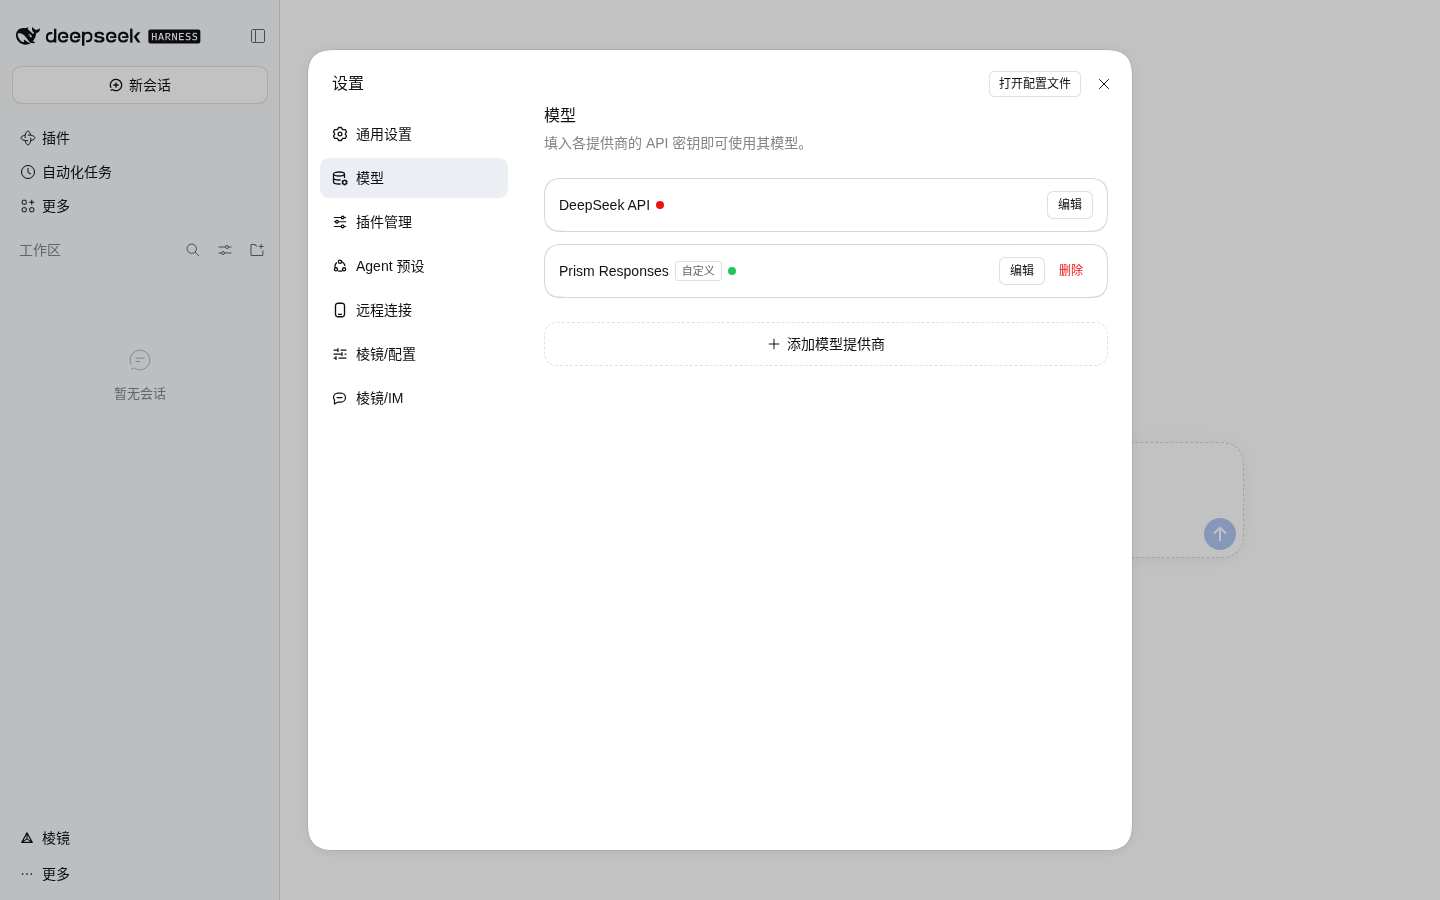 deepseek HARNESS
新会话
插件
自动化任务
更多
工作区
暂无会话
棱镜
更多
设置
打开配置文件
通用设置
模型
插件管理
Agent 预设
远程连接
棱镜/配置
棱镜/IM
模型
填入各提供商的 API 密钥即可使用其模型。
DeepSeek API 编辑
Prism Responses 自定义 编辑 删除
添加模型提供商